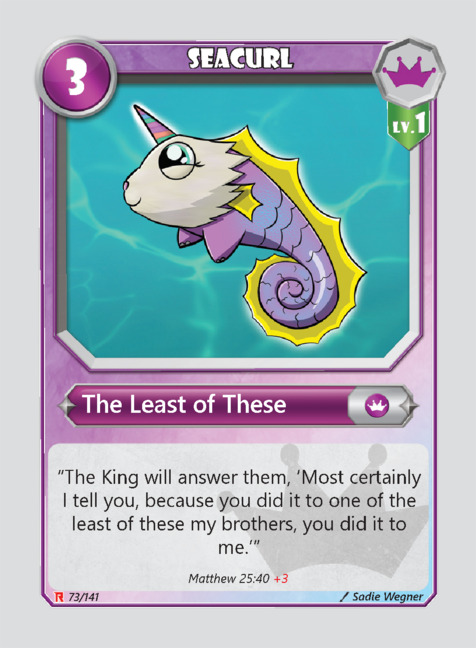 SEACURL
3
LV.1
The Least of These
“The King will answer them, ‘Most certainly
I tell you, because you did it to one of the
least of these my brothers, you did it to
me.’”
Matthew 25:40 +3
R 73/141
Sadie Wegner